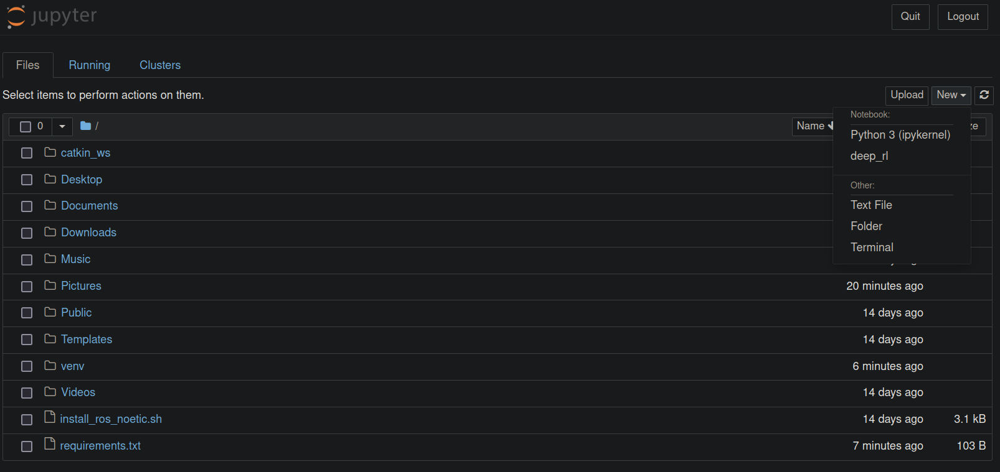 jupyter
Quit Logout
Files Running Clusters
Select items to perform actions on them.
Upload New
0 / Name ze
Notebook:
Python 3 (ipykernel)
deep_rl
Other:
Text File
Folder
Terminal
catkin_ws
Desktop
Documents
Downloads
Music
Pictures 20 minutes ago
Public 14 days ago
Templates 14 days ago
venv 6 minutes ago
Videos 14 days ago
install_ros_noetic.sh 14 days ago 3.1 kB
requirements.txt 7 minutes ago 103 B